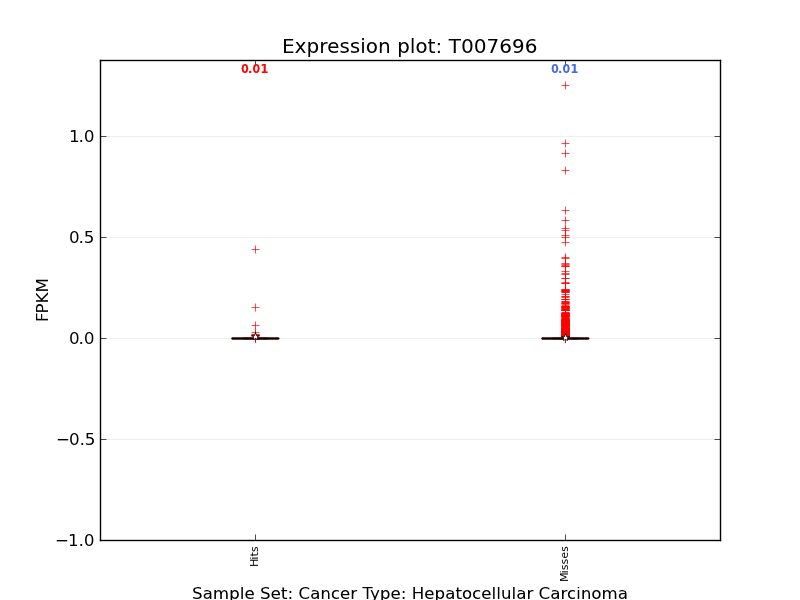 Expression plot: T007696
0.01
0.01
1.0
0.5
0.0
−0.5
−1.0
FPKM
Hits
Misses
Sample Set: Cancer Type: Hepatocellular Carcinoma